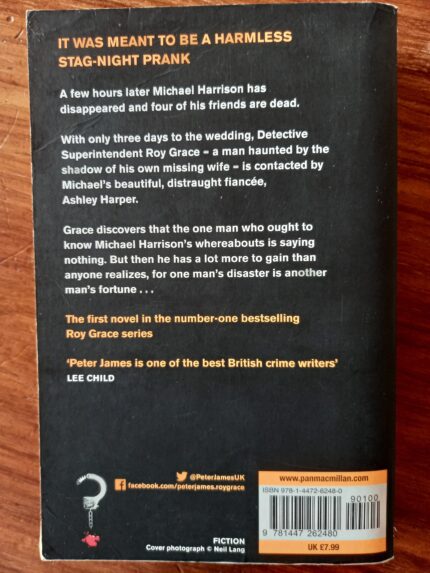 IT WAS MEANT TO BE A HARMLESS
STAG-NIGHT PRANK
A few hours later Michael Harrison has
disappeared and four of his friends are dead.
With only three days to the wedding, Detective
Superintendent Roy Grace – a man haunted by the
shadow of his own missing wife – is contacted by
Michael's beautiful, distraught fiancée,
Ashley Harper.
Grace discovers that the one man who ought to
know Michael Harrison's whereabouts is saying
nothing. But then he has a lot more to gain than
anyone realizes, for one man's disaster is another
man's fortune . . .
The first novel in the number-one bestselling
Roy Grace series
'Peter James is one of the best British crime writers'
LEE CHILD
@PeterJamesUK
facebook.com/peterjames.roygrace
FICTION
Cover photograph © Neil Lang
www.panmacmillan.com
ISBN 978-1-4472-6248-0
90100
9 781447 262480
UK £7.99